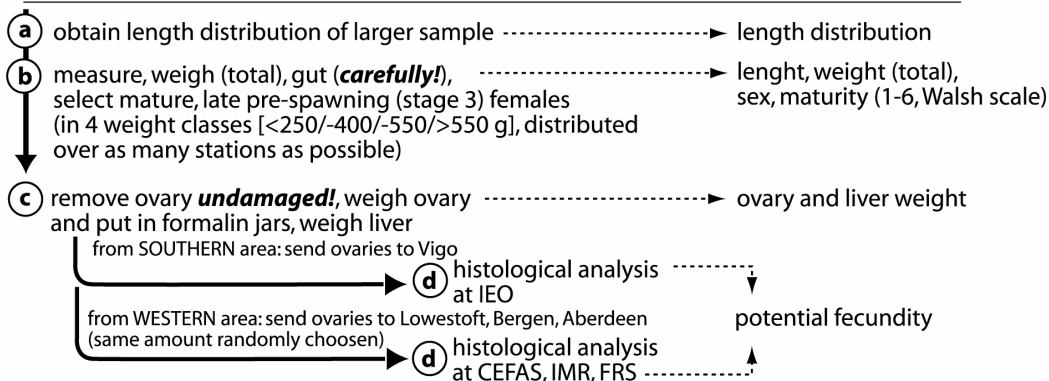 a obtain length distribution of larger sample length distribution
b measure, weigh (total), gut (carefully!), lenght, weight (total),
select mature, late pre-spawning (stage 3) females sex, maturity (1-6, Walsh scale)
(in 4 weight classes [<250/-400/-550/>550 g], distributed
over as many stations as possible)
c remove ovary undamaged!, weigh ovary ovary and liver weight
and put in formalin jars, weigh liver
from SOUTHERN area: send ovaries to Vigo
d histological analysis
at IEO
from WESTERN area: send ovaries to Lowestoft, Bergen, Aberdeen potential fecundity
(same amount randomly choosen)
d histological analysis
at CEFAS, IMR, FRS